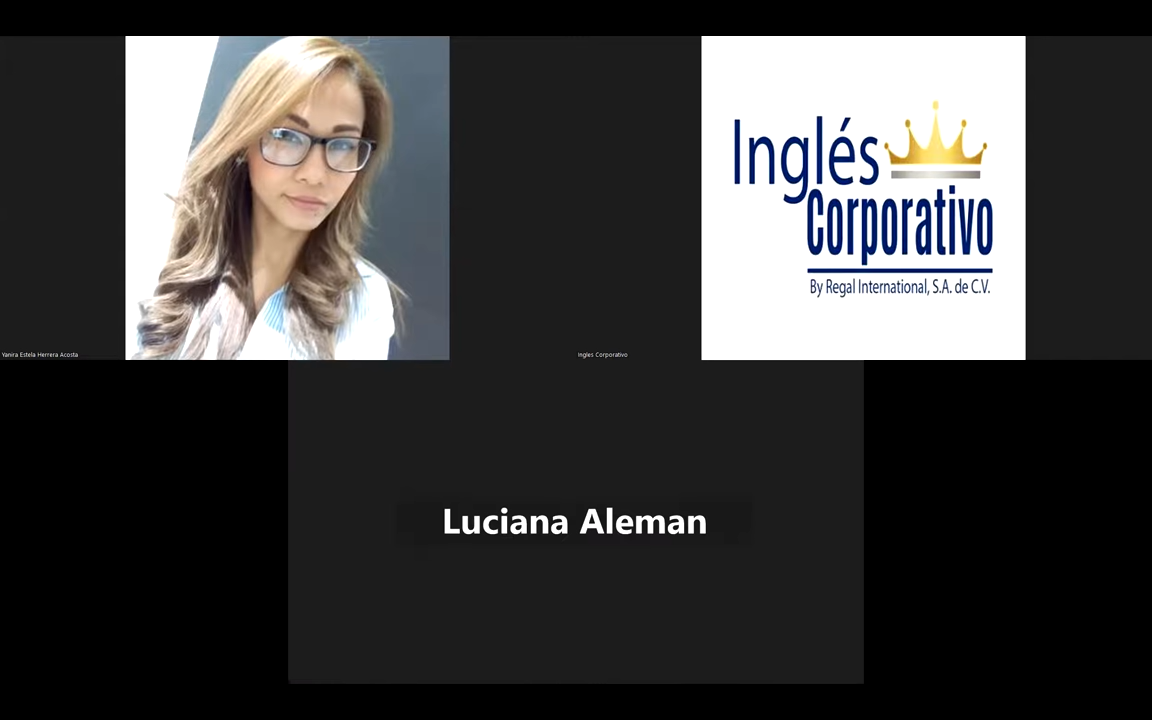 Inglés
Corporativo
By Regal International, S.A. de C.V.
Yanira Estela Herrera Acosta
Ingles Corporativo
Luciana Aleman